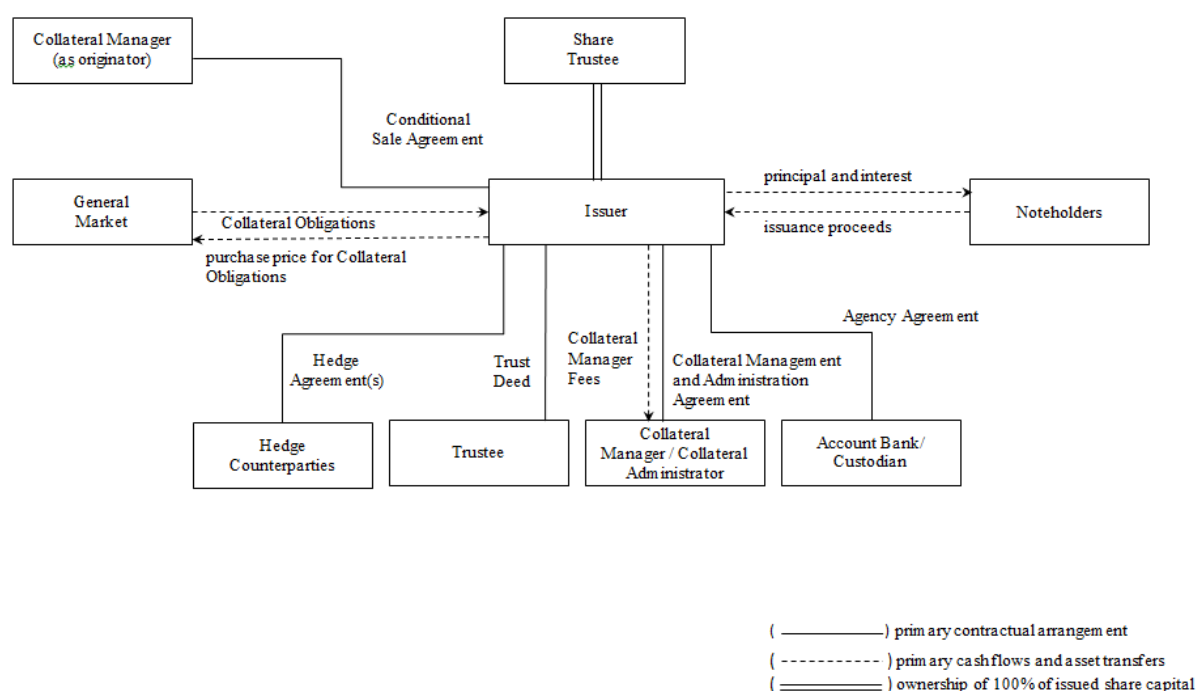 Collateral Manager
(as originator)
Share
Trustee
Conditional
Sale Agreement
General
Market
Collateral Obligations
purchase price for Collateral
Obligations
Issuer
principal and interest
issuance proceeds
Noteholders
Hedge
Agreement(s)
Trust
Deed
Collateral
Manager
Fees
Collateral Management
and Administration
Agreement
Agency Agreement
Hedge
Counterparties
Trustee
Collateral
Manager / Collateral
Administrator
Account Bank/
Custodian
( ) primary contractual arrangement
( ) primary cashflows and asset transfers
( ) ownership of 100% of issued share capital